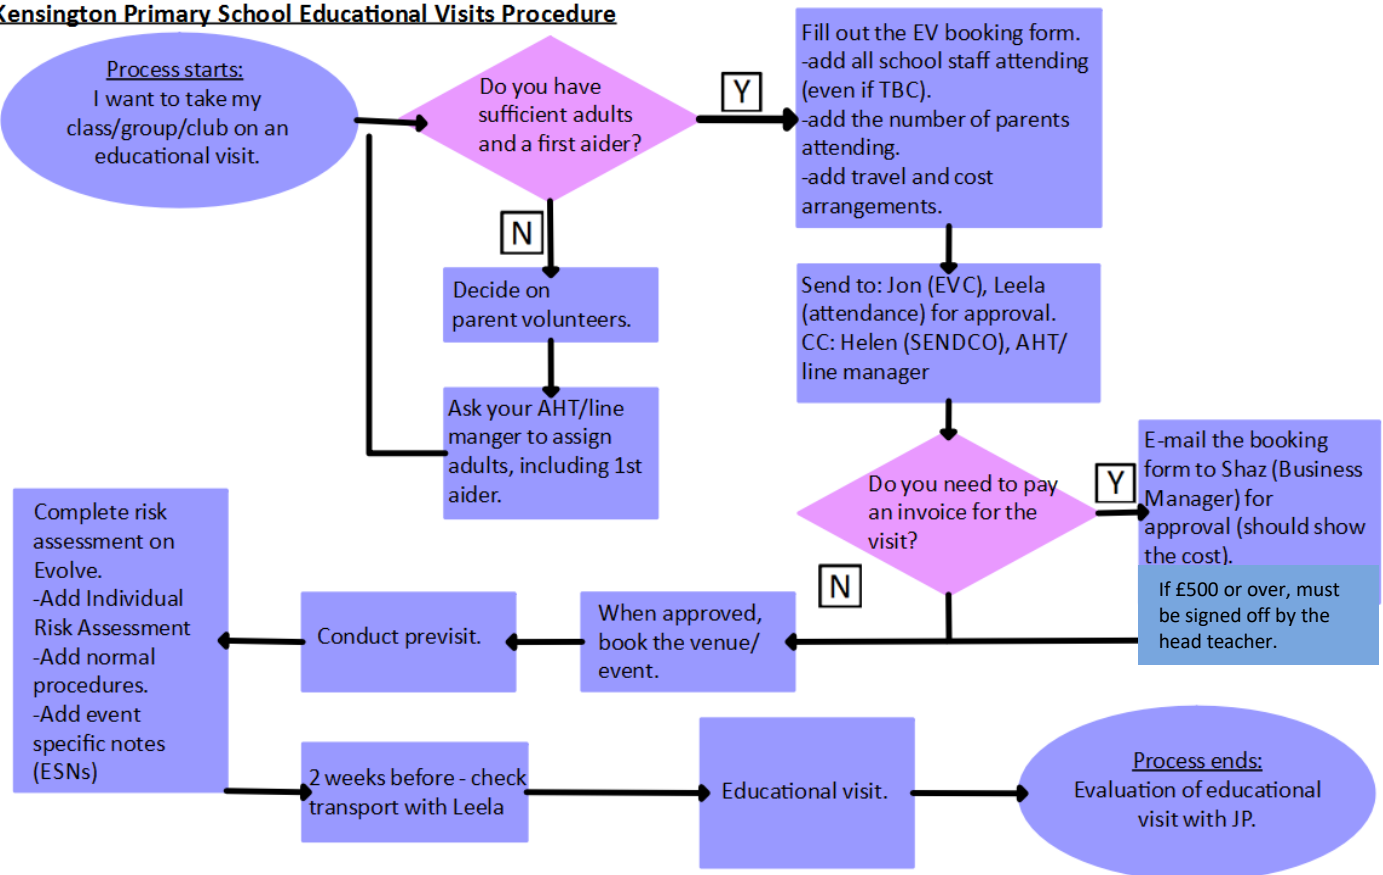 Kensington Primary School Educational Visits Procedure
Process starts:
I want to take my
class/group/club on an
educational visit.
Do you have
sufficient adults
and a first aider?
Y
Fill out the EV booking form.
-add all school staff attending
(even if TBC).
-add the number of parents
attending.
-add travel and cost
arrangements.
N
Decide on
parent volunteers.
Ask your AHT/line
manger to assign
adults, including 1st
aider.
Send to: Jon (EVC), Leela
(attendance) for approval.
CC: Helen (SENDCO), AHT/
line manager
Do you need to pay
an invoice for the
visit?
Y
E-mail the booking
form to Shaz (Business
Manager) for
approval (should show
the cost).
If £500 or over, must
be signed off by the
head teacher.
N
When approved,
book the venue/
event.
Conduct previsit.
Complete risk
assessment on
Evolve.
-Add Individual
Risk Assessment
-Add normal
procedures.
-Add event
specific notes
(ESNs)
2 weeks before - check
transport with Leela
Educational visit.
Process ends:
Evaluation of educational
visit with JP.